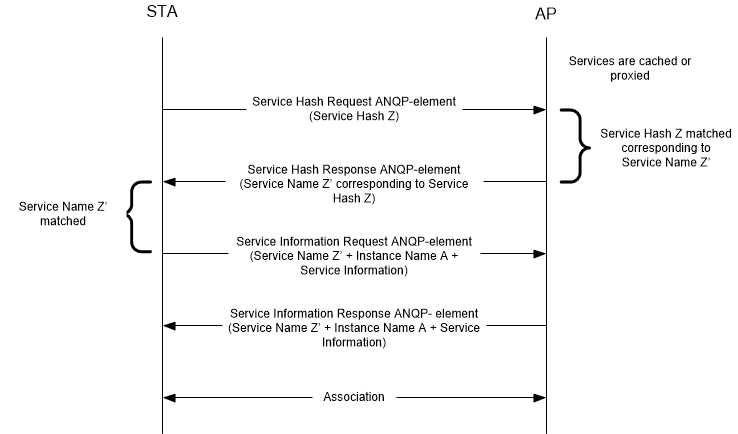 STA
AP
Services are cached or
proxied
Service Hash Request ANQP-element
(Service Hash Z)
Service Hash Z matched
corresponding to
Service Name Z'
Service Hash Response ANQP-element
(Service Name Z' corresponding to Service
Hash Z)
Service Name Z'
matched
Service Information Request ANQP-element
(Service Name Z' + Instance Name A +
Service Information)
Service Information Response ANQP- element
(Service Name Z' + Instance Name A + Service
Information)
Association